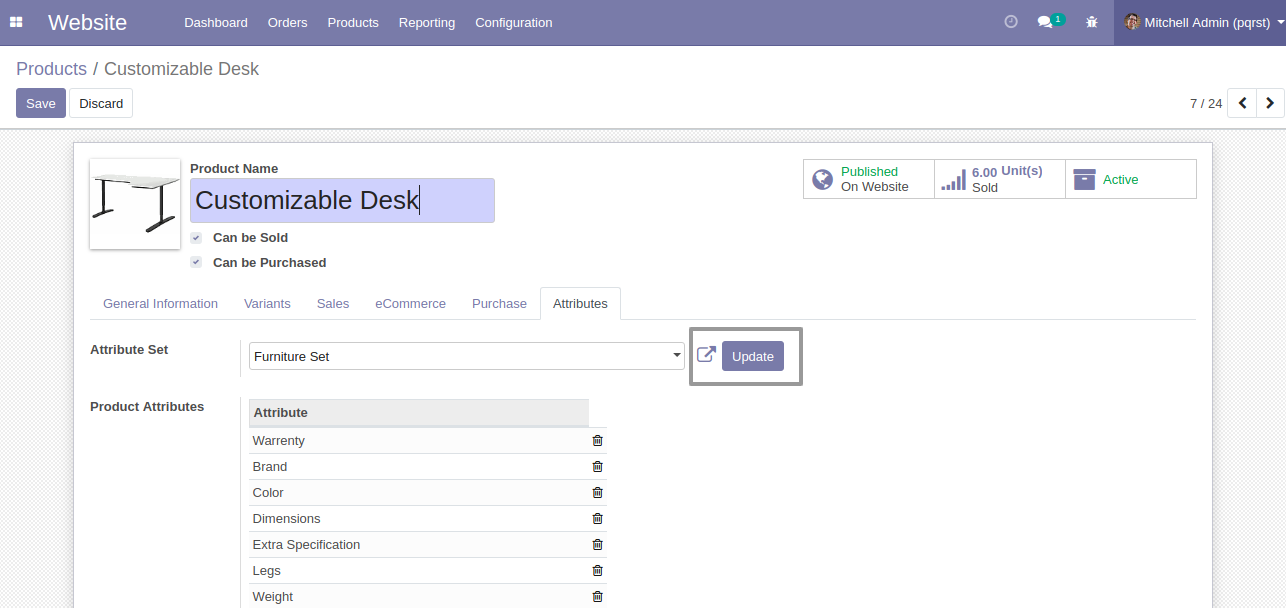 Website Dashboard Orders Products Reporting Configuration 1 Mitchell Admin (pqrst)
Products / Customizable Desk
Save Discard 7 / 24
Product Name
Customizable Desk
Published
On Website
6.00 Unit(s)
Sold
Active
Can be Sold
Can be Purchased
General Information Variants Sales eCommerce Purchase Attributes
Attribute Set Furniture Set Update
Product Attributes Attribute
Warrenty
Brand
Color
Dimensions
Extra Specification
Legs
Weight